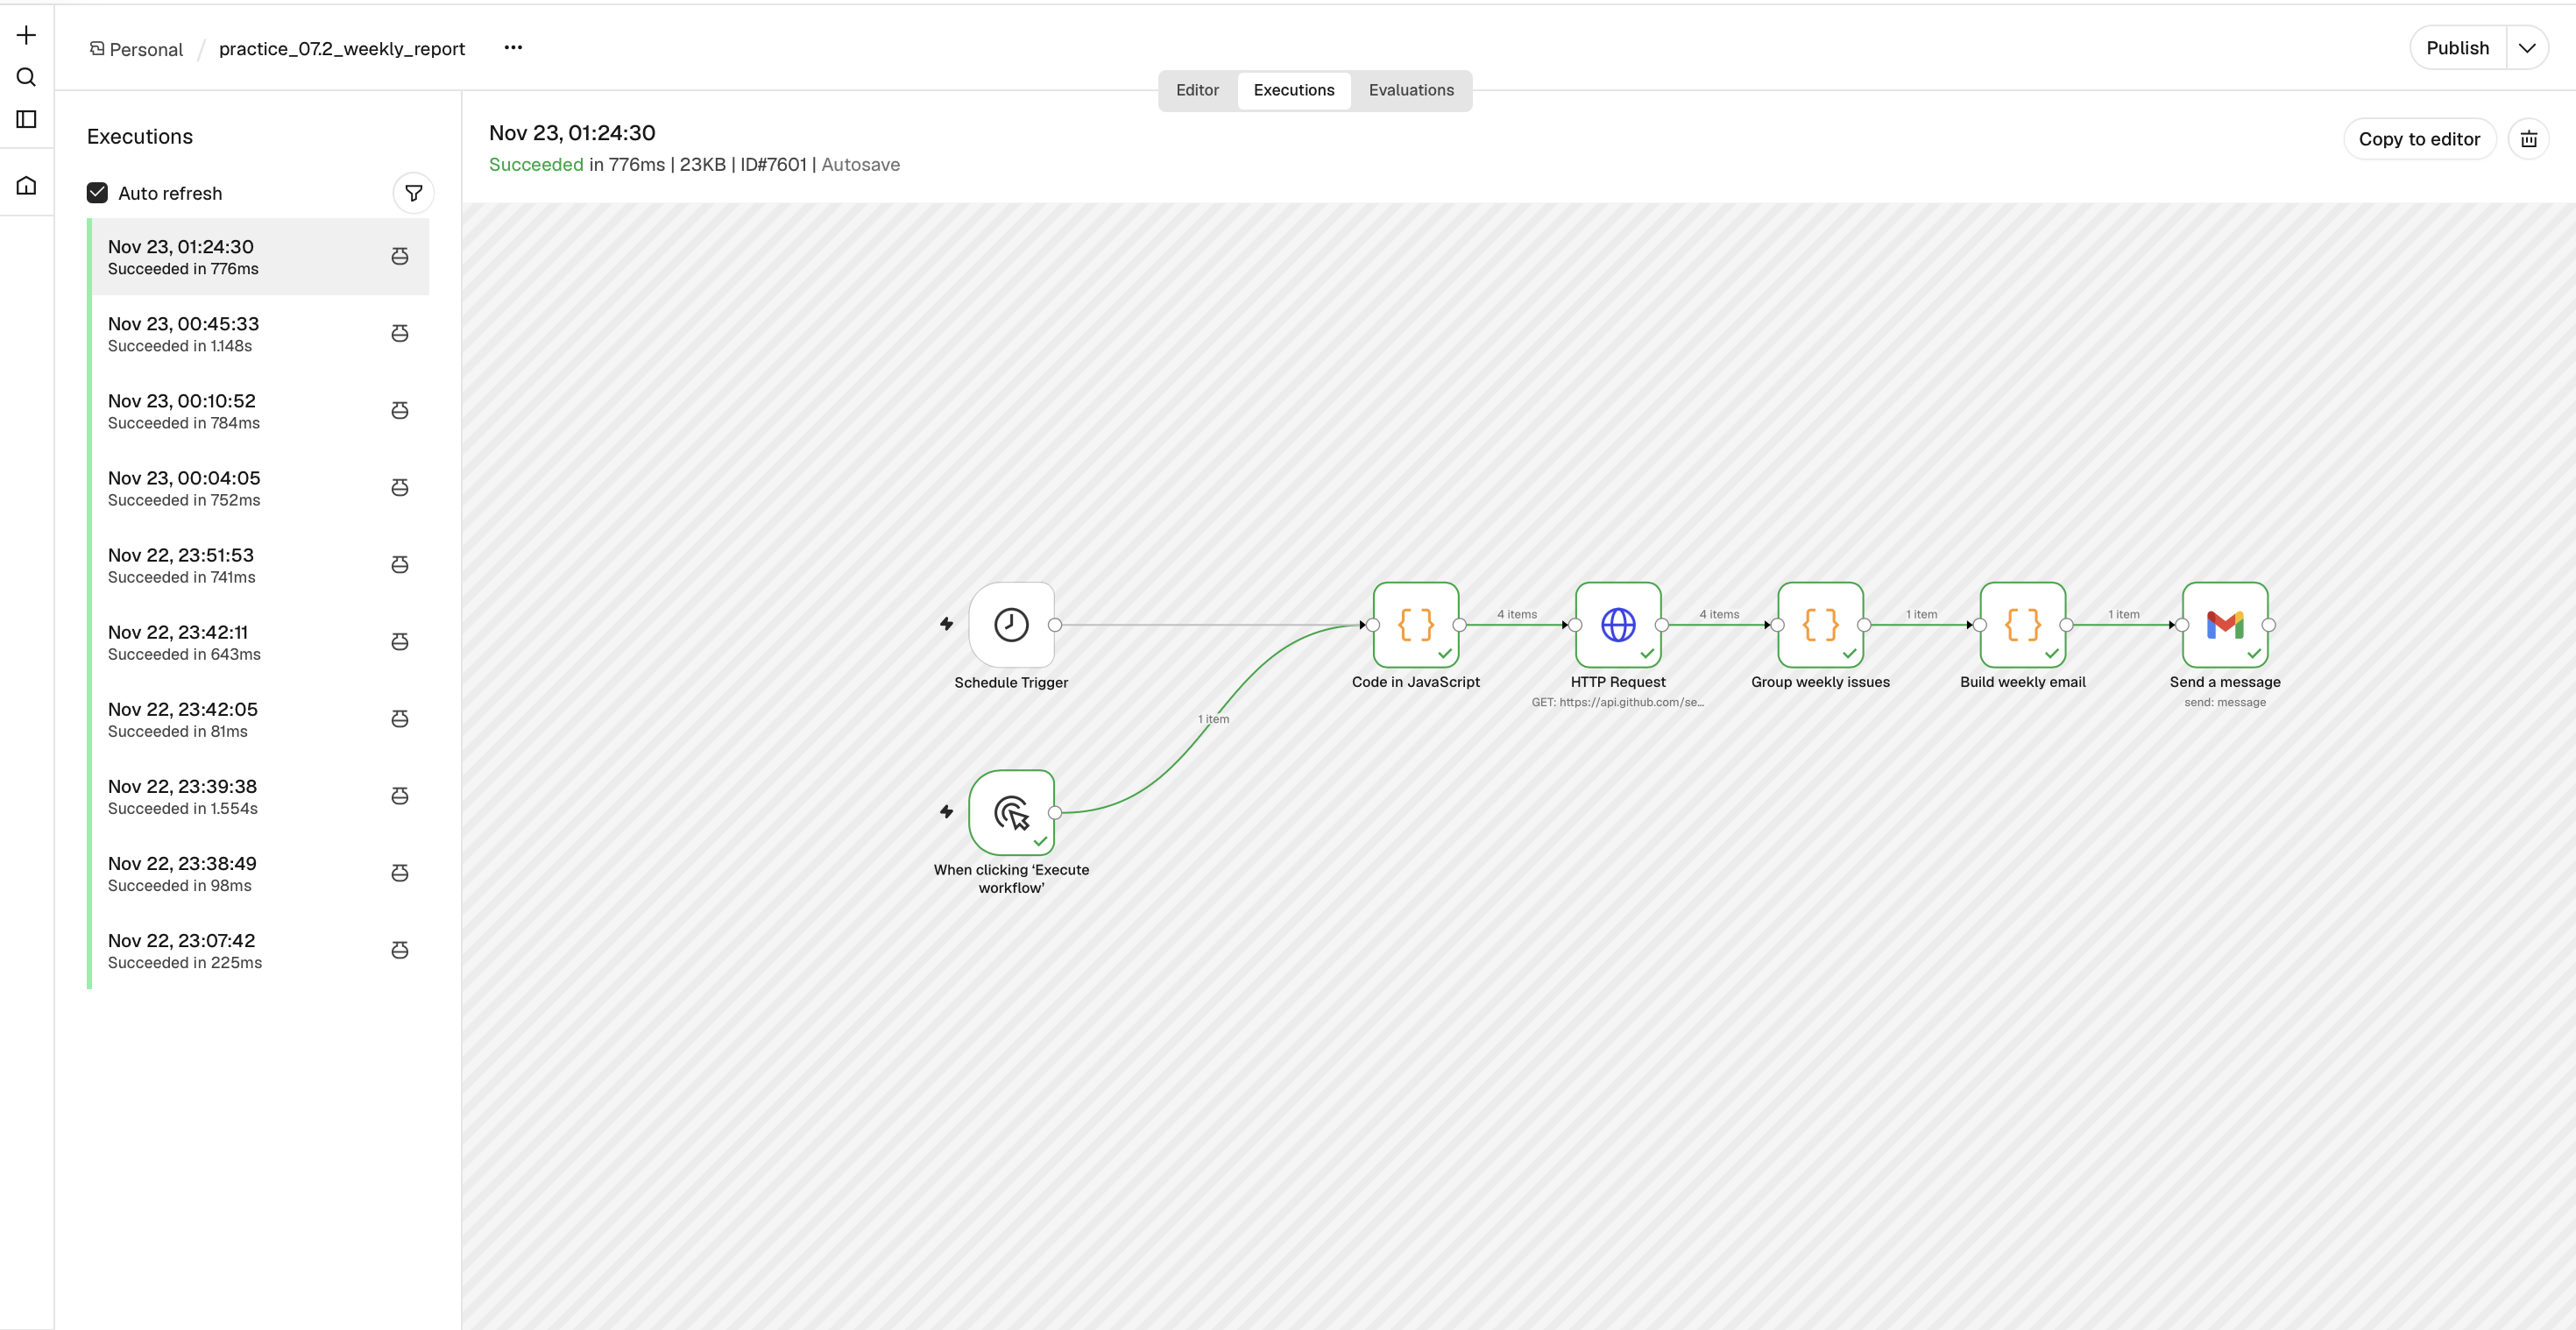 Personal / practice_07.2_weekly_report
Publish
Editor Executions Evaluations
Executions
Auto refresh
Nov 23, 01:24:30
Succeeded in 776ms
Nov 23, 00:45:33
Succeeded in 1.148s
Nov 23, 00:10:52
Succeeded in 784ms
Nov 23, 00:04:05
Succeeded in 752ms
Nov 22, 23:51:53
Succeeded in 741ms
Nov 22, 23:42:11
Succeeded in 643ms
Nov 22, 23:42:05
Succeeded in 81ms
Nov 22, 23:39:38
Succeeded in 1.554s
Nov 22, 23:38:49
Succeeded in 98ms
Nov 22, 23:07:42
Succeeded in 225ms
Nov 23, 01:24:30
Succeeded in 776ms | 23KB | ID#7601 | Autosave
Copy to editor
4 items 4 items 1 item 1 item
Schedule Trigger
Code in JavaScript
HTTP Request
GET: https://api.github.com/se...
Group weekly issues
Build weekly email
Send a message
send: message
1 item
When clicking ‘Execute
workflow’